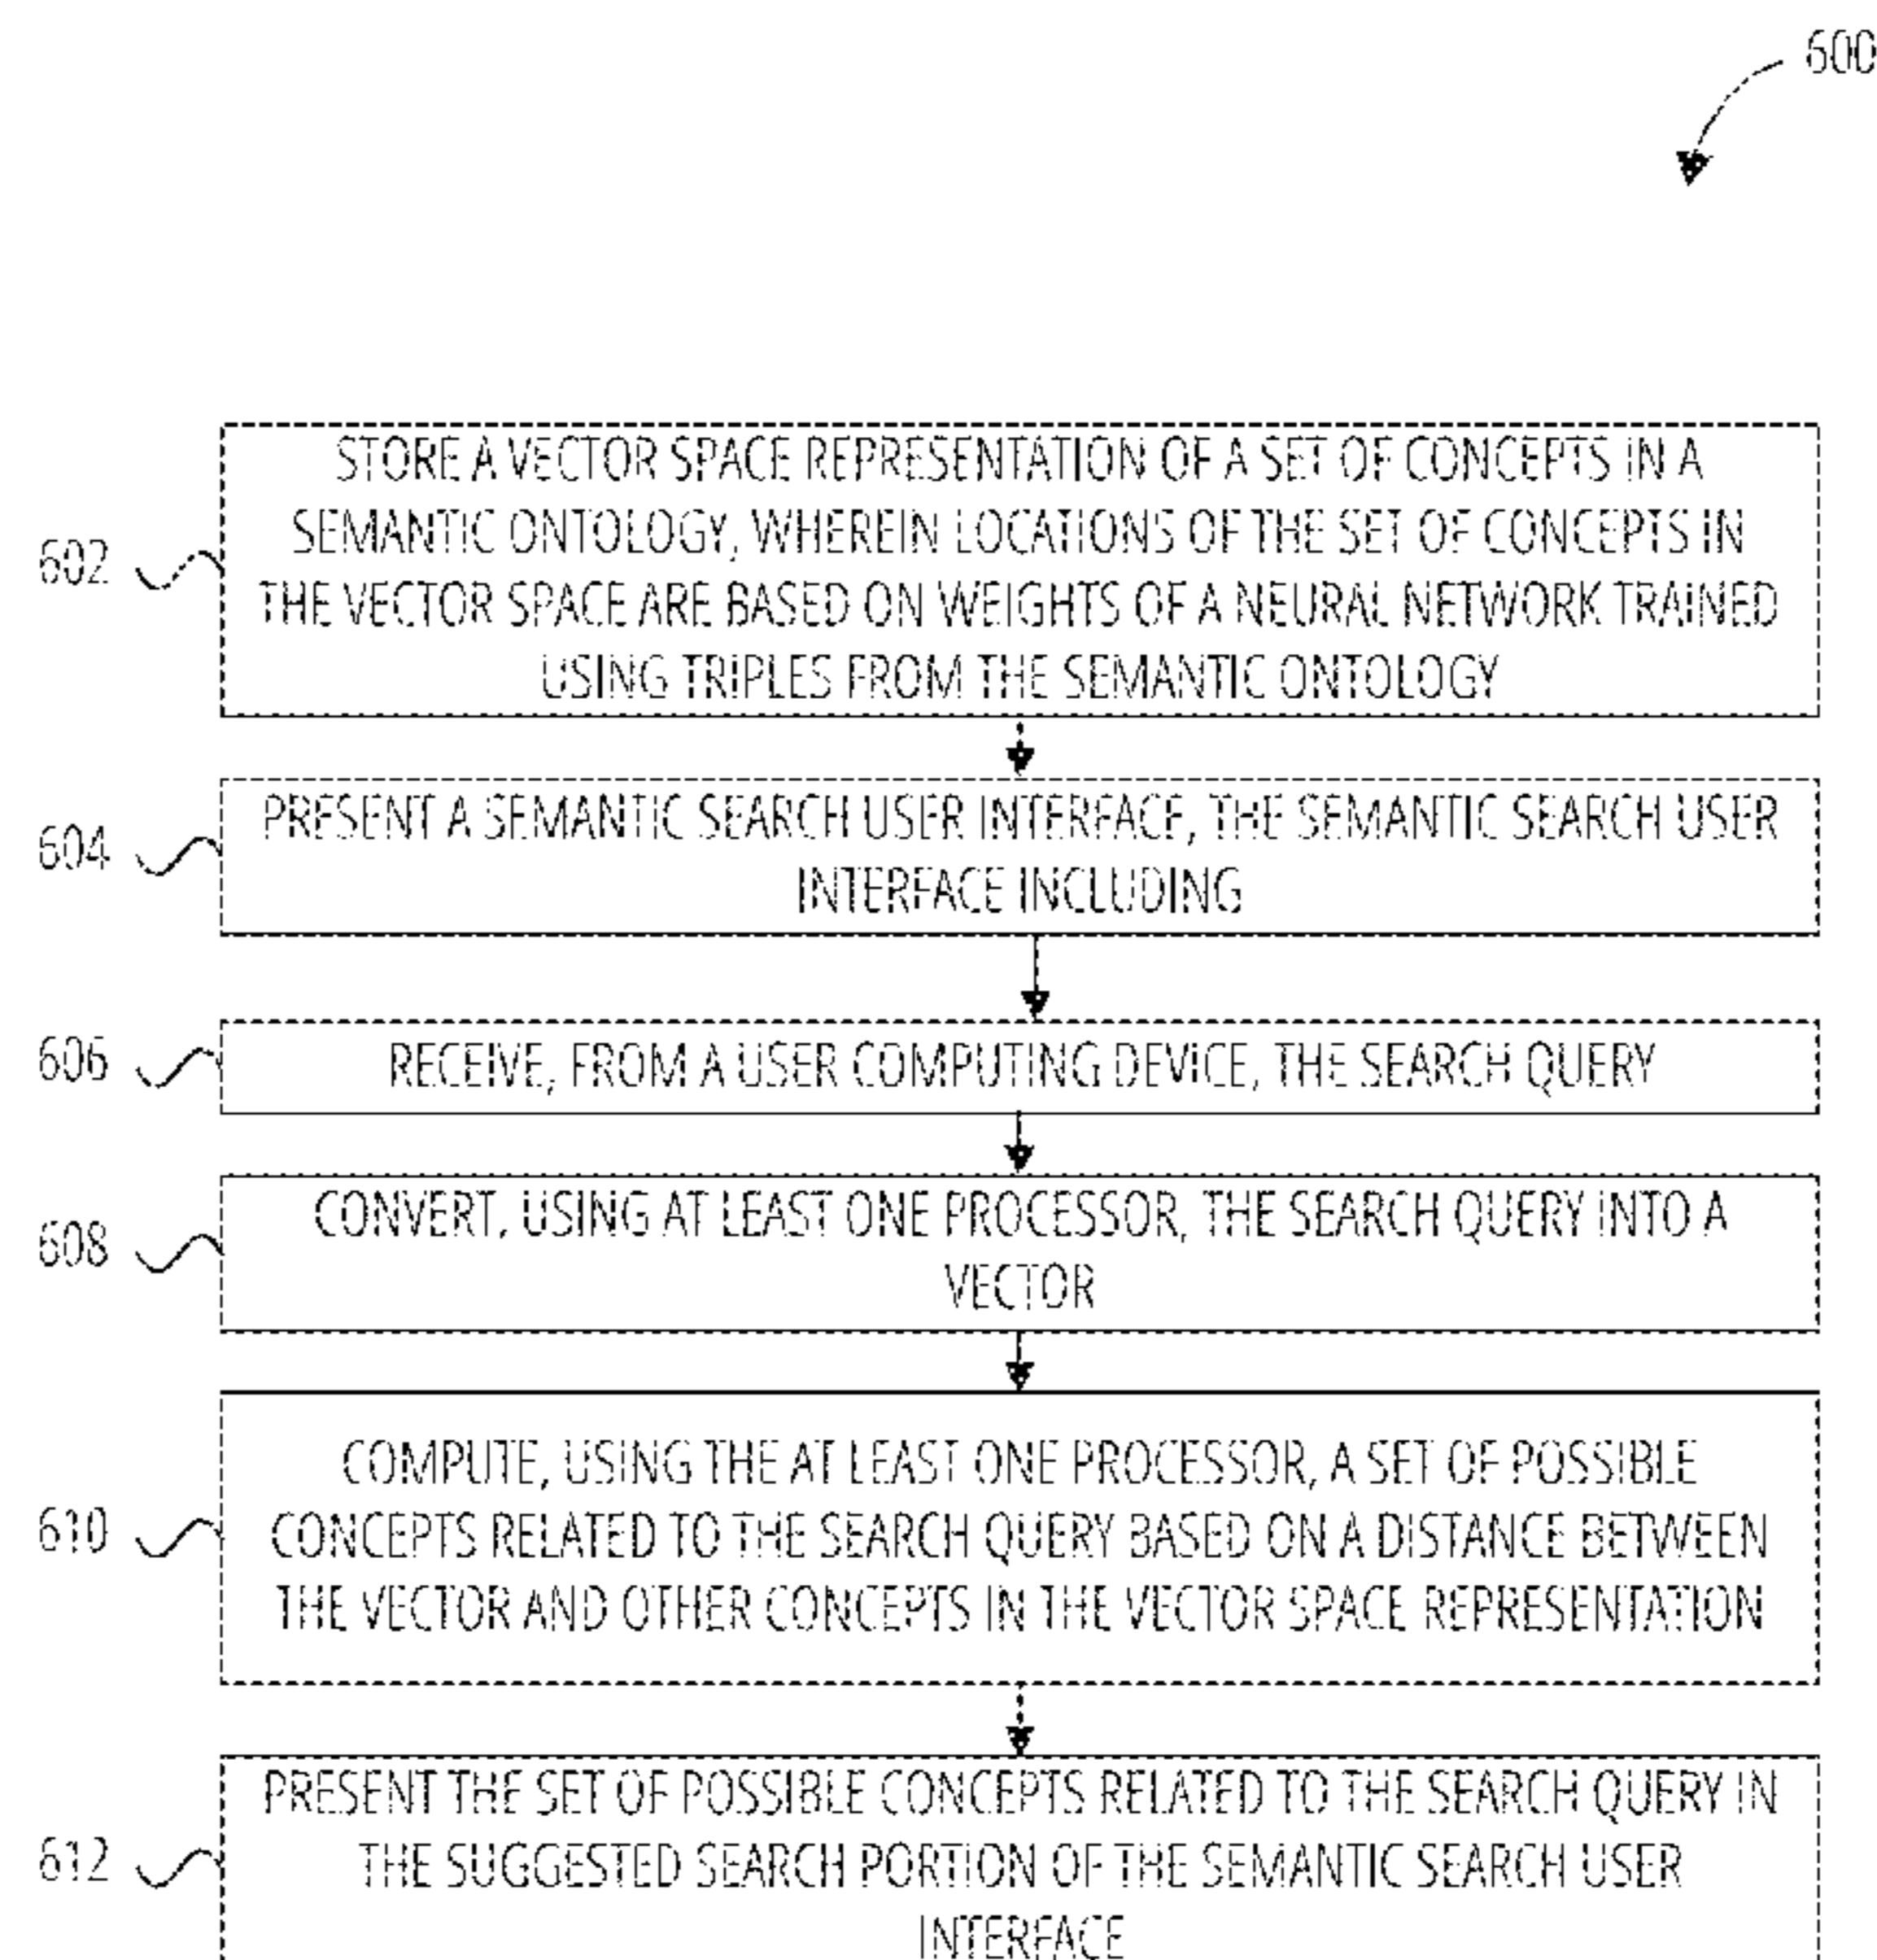 600
STORE A VECTOR SPACE REPRESENTATION OF A SET OF CONCEPTS IN A
SEMANTIC ONTOLOGY, WHEREIN LOCATIONS OF THE SET OF CONCEPTS IN
602
THE VECTOR SPACE ARE BASED ON WEIGHTS OF A NEURAL NETWORK TRAINED
USING TRIPLES FROM THE SEMANTIC ONTOLOGY
PRESENT A SEMANTIC SEARCH USER INTERFACE, THE SEMANTIC SEARCH USER
604
INTERFACE INCLUDING
606
RECEIVE, FROM A USER COMPUTING DEVICE, THE SEARCH QUERY
CONVERT, USING AT LEAST ONE PROCESSOR, THE SEARCH QUERY INTO A
608
VECTOR
COMPUTE, USING THE AT LEAST ONE PROCESSOR, A SET OF POSSIBLE
610
CONCEPTS RELATED TO THE SEARCH QUERY BASED ON A DISTANCE BETWEEN
THE VECTOR AND OTHER CONCEPTS IN THE VECTOR SPACE REPRESENTATION
PRESENT THE SET OF POSSIBLE CONCEPTS RELATED TO THE SEARCH QUERY IN
612
THE SUGGESTED SEARCH PORTION OF THE SEMANTIC SEARCH USER
INTERFACE